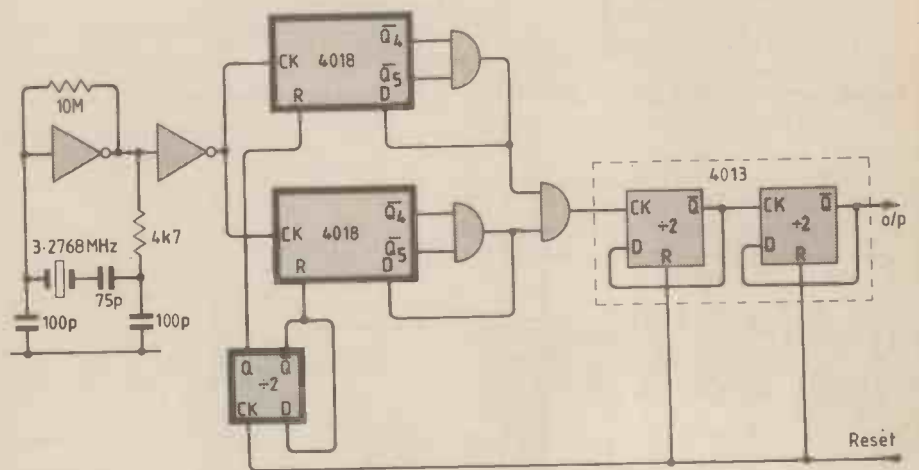 10M
3·2768MHz
75p
100p
4k7
100p
CK 4018 Q̅4
Q̅5
R D
CK 4018 Q̅4
Q̅5
R D
Q Q̅
÷2
CK D
4013
CK Q̅
÷2
D R
CK Q̅
÷2
D R
o/p
Reset